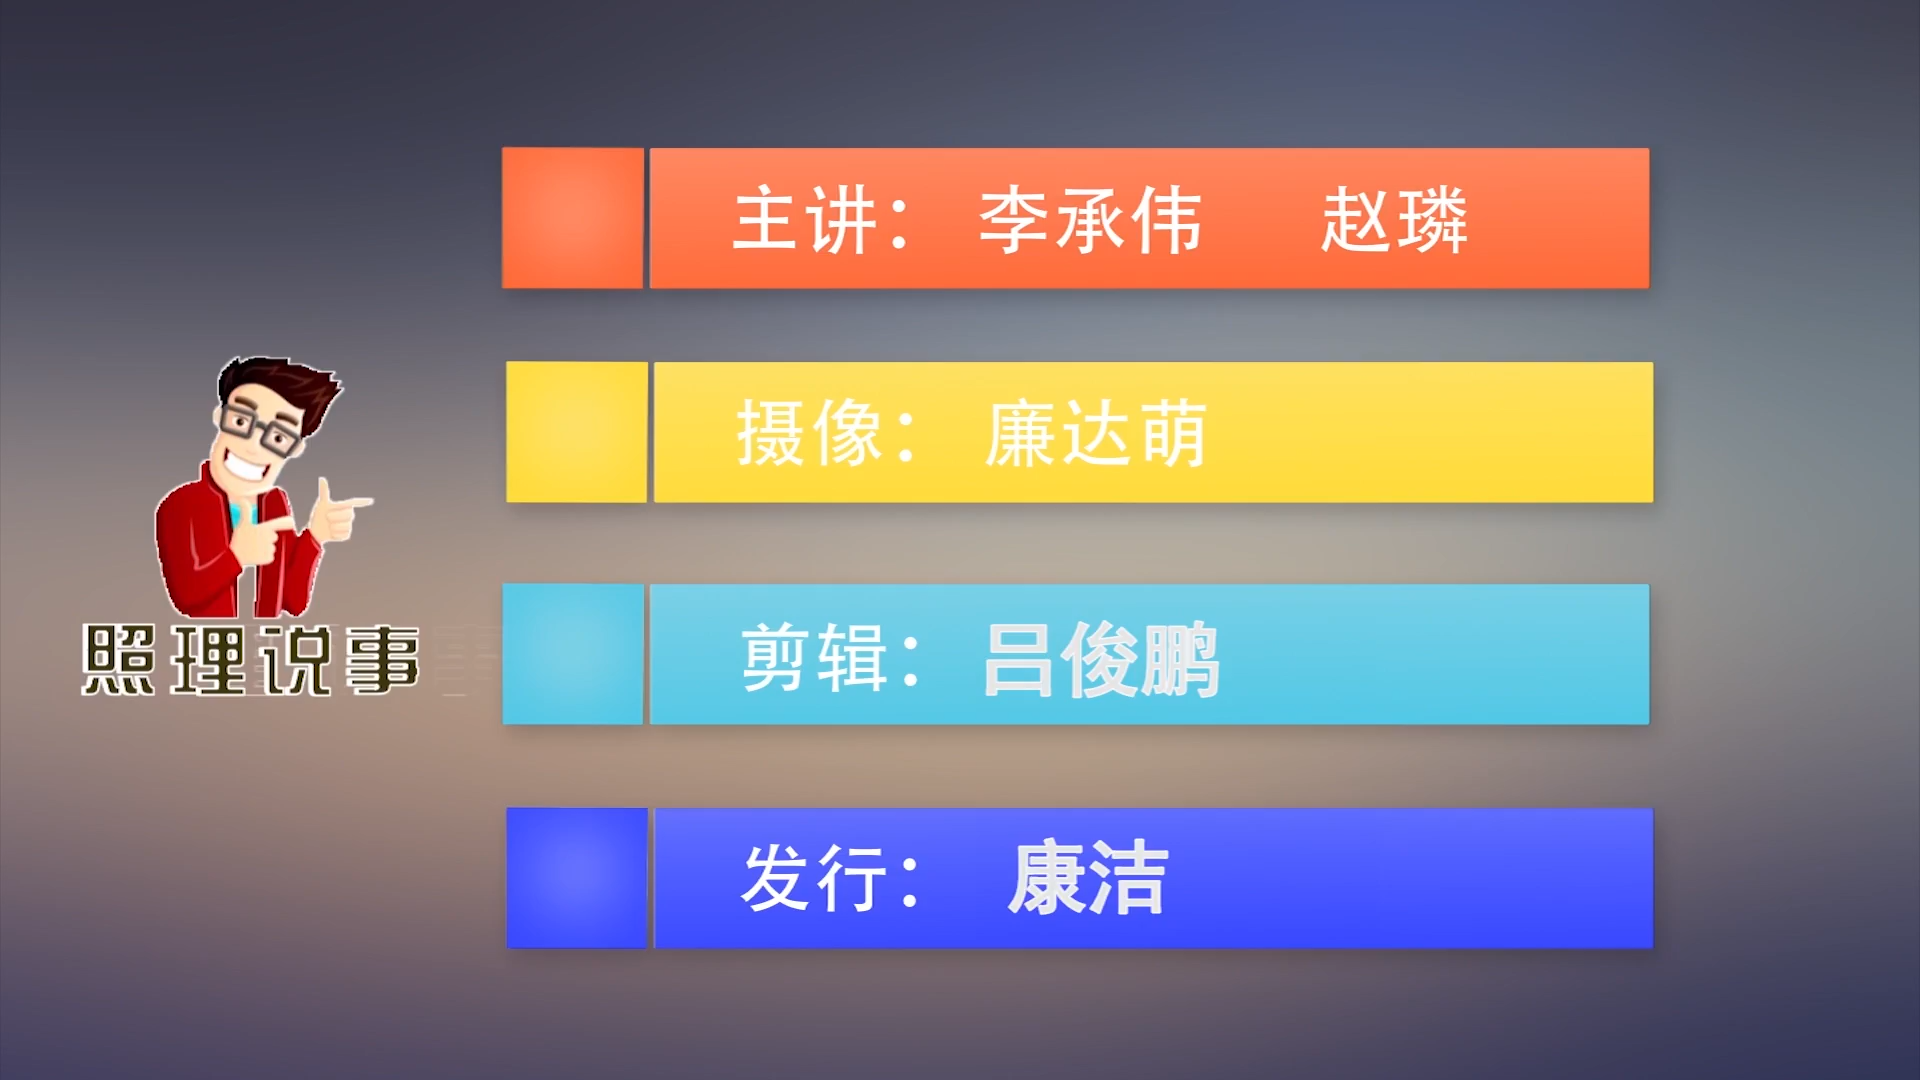 主讲： 李承伟 赵璘
摄像： 廉达萌
照理说事
剪辑： 吕俊鹏
发行： 康洁